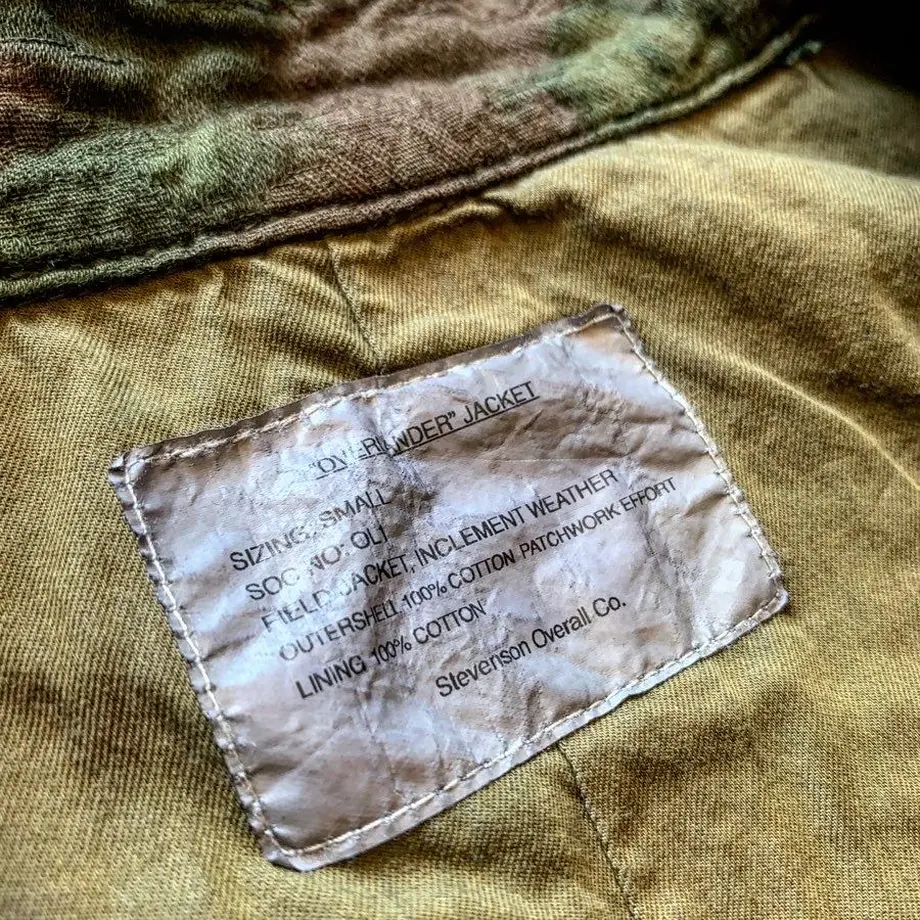 "OVERLANDER" JACKET
SIZING: SMALL
SOC NO: OL1
FIELD JACKET, INCLEMENT WEATHER
OUTERSHELL 100% COTTON PATCHWORK EFFORT
LINING 100% COTTON
Stevenson Overall Co.